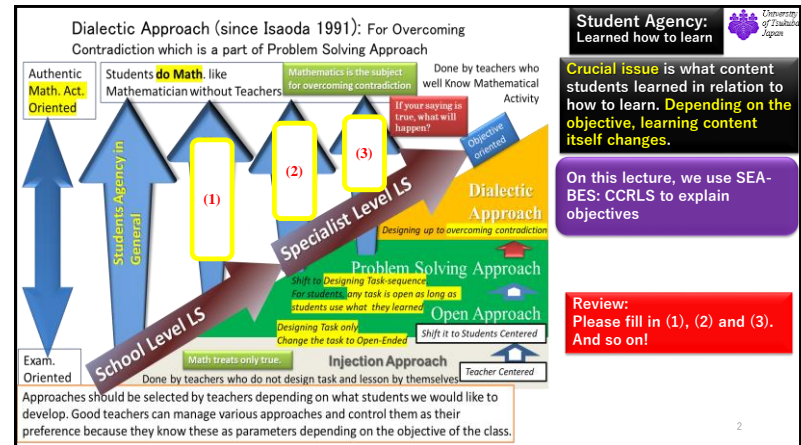 Dialectic Approach (since Isaoda 1991): For Overcoming
Contradiction which is a part of Problem Solving Approach
Authentic
Math. Act.
Oriented
Students do Math. like
Mathematician without Teachers
Mathematics is the subject
for overcoming contradiction
Done by teachers who
well Know Mathematical
Activity
If your saying is
true, what will
happen?
Objective
oriented
Students Agency in
General
(1)
(2)
(3)
School Level LS
Specialist Level LS
Dialectic
Approach
Designing up to overcoming contradiction
Problem Solving Approach
Shift to Designing Task-sequence,
For students, any task is open as long as
students use what they learned
Open Approach
Designing Task only
Change the task to Open-Ended
Shift it to Students Centered
Math treats only true.
Injection Approach
Teacher Centered
Done by teachers who do not design task and lesson by themselves
Exam.
Oriented
Approaches should be selected by teachers depending on what students we would like to
develop. Good teachers can manage various approaches and control them as their
preference because they know these as parameters depending on the objective of the class.
Student Agency:
Learned how to learn
University
of Tsukuba
Japan
Crucial issue is what content
students learned in relation to
how to learn. Depending on the
objective, learning content
itself changes.
On this lecture, we use SEA-
BES: CCRLS to explain
objectives
Review:
Please fill in (1), (2) and (3).
And so on!
2